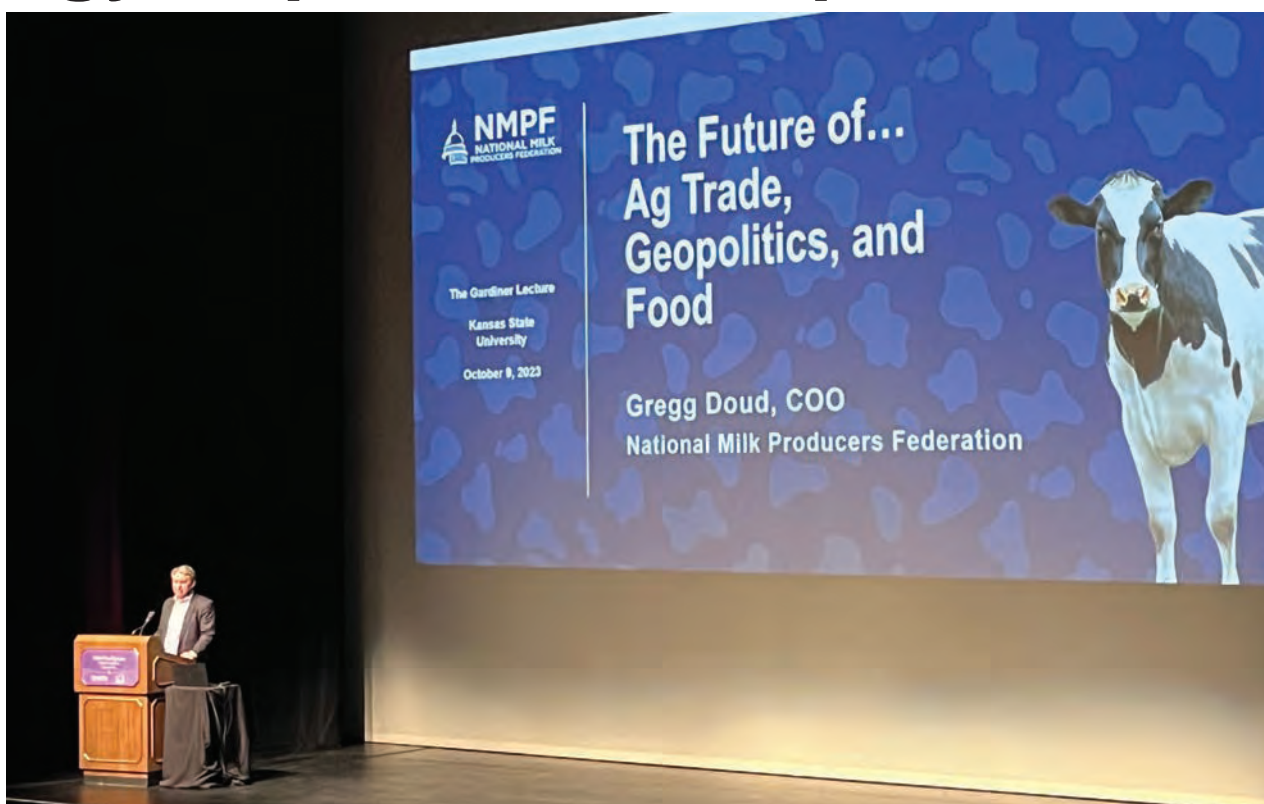 NMPF
NATIONAL MILK
PRODUCERS FEDERATION
The Gardiner Lecture
Kansas State
University
October 9, 2023
The Future of...
Ag Trade,
Geopolitics, and
Food
Gregg Doud, COO
National Milk Producers Federation